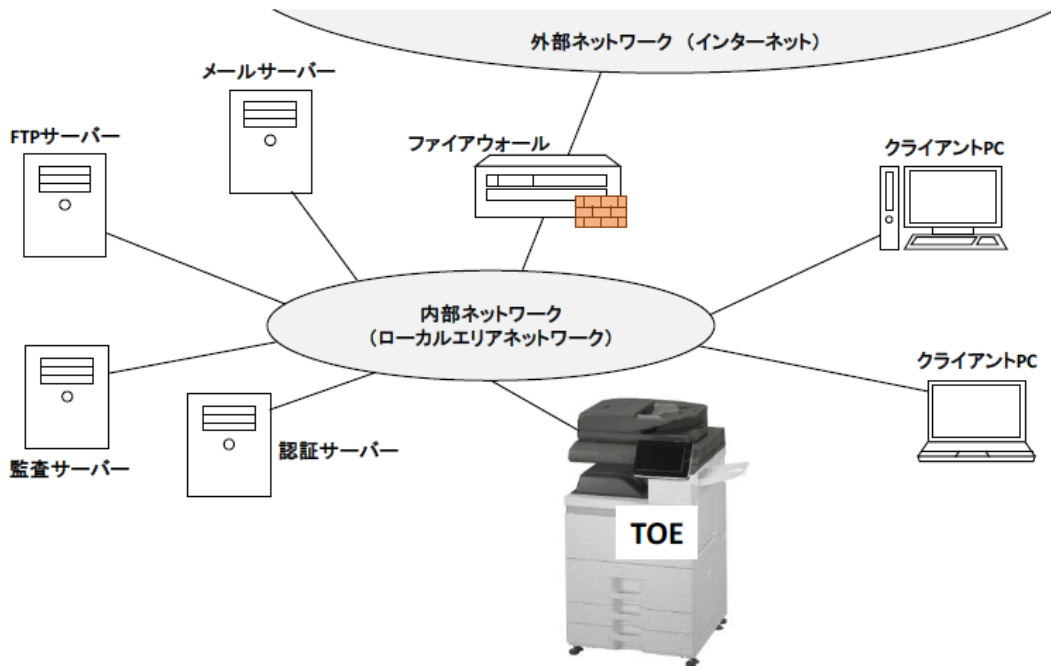 外部ネットワーク （インターネット）
メールサーバー
FTPサーバー
ファイアウォール
クライアントPC
内部ネットワーク
（ローカルエリアネットワーク）
クライアントPC
監査サーバー
認証サーバー
TOE